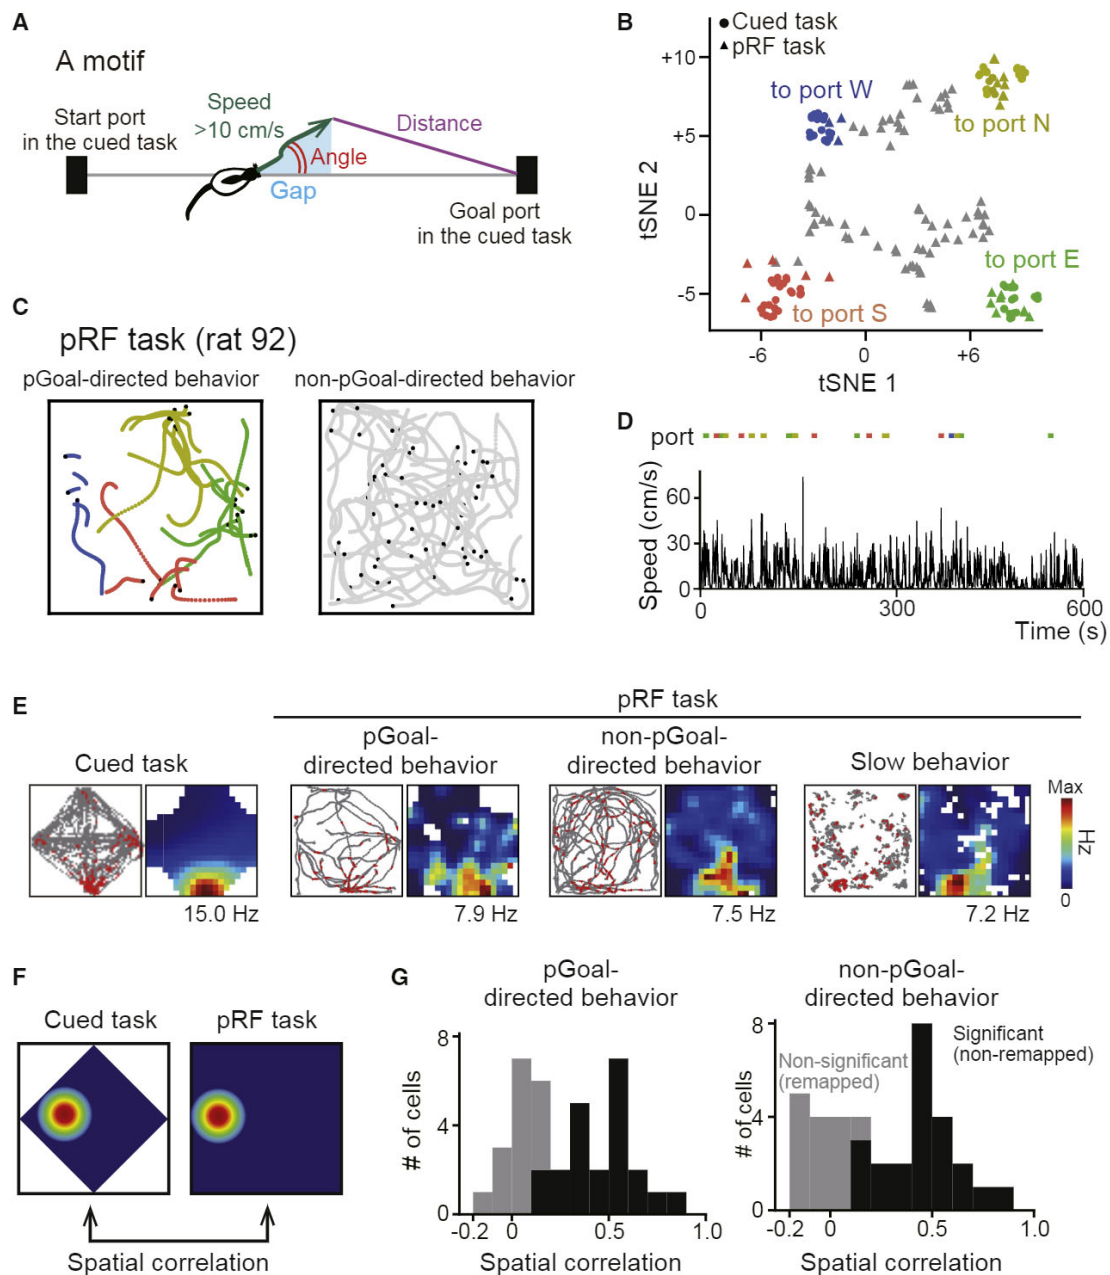 A
A motif
Start port
in the cued task
Speed
>10 cm/s
Angle
Gap
Distance
Goal port
in the cued task
B
Cued task
pRF task
to port W
to port N
to port E
to port S
+10
+5
0
-5
tSNE 2
-6
0
+6
tSNE 1
C
pRF task (rat 92)
pGoal-directed behavior
non-pGoal-directed behavior
D
port
Speed (cm/s)
60
30
0
0
300
600
Time (s)
E
pRF task
Cued task
pGoal-
directed behavior
non-pGoal-
directed behavior
Slow behavior
Max
Hz
0
15.0 Hz
7.9 Hz
7.5 Hz
7.2 Hz
F
Cued task
pRF task
Spatial correlation
G
pGoal-
directed behavior
# of cells
8
4
0
-0.2
0
0.5
1.0
Spatial correlation
non-pGoal-
directed behavior
Non-significant
(remapped)
Significant
(non-remapped)
# of cells
8
4
0
-0.2
0
0.5
1.0
Spatial correlation